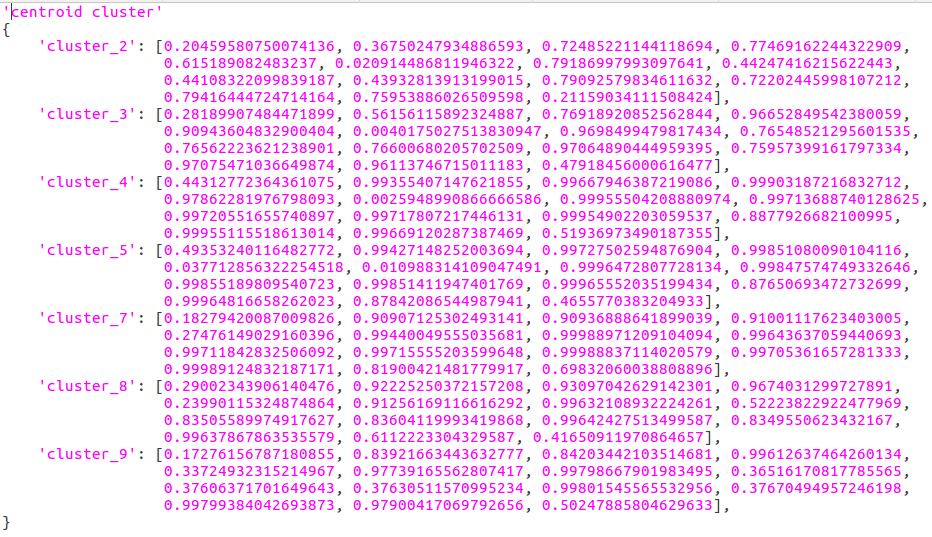 'centroid cluster'
{
    'cluster_2': [0.20459580750074136, 0.36750247934886593, 0.72485221144118694, 0.77469162244322909,
                  0.615189082483237, 0.020914486811946322, 0.79186997993097641, 0.44247416215622443,
                  0.44108322099839187, 0.43932813913199015, 0.79092579834611632, 0.72202445998107212,
                  0.79416444724714164, 0.75953886026509598, 0.21159034111508424],
    'cluster_3': [0.28189907484471899, 0.56156115892324887, 0.76918920852562844, 0.96652849542380059,
                  0.90943604832900404, 0.0040175027513830947, 0.9698499479817434, 0.76548521295601535,
                  0.76562223621238901, 0.76600680205702509, 0.97064890444959395, 0.75957399161797334,
                  0.97075471036649874, 0.96113746715011183, 0.47918456000616477],
    'cluster_4': [0.44312772364361075, 0.99355407147621855, 0.99667946387219086, 0.99903187216832712,
                  0.97862281976798093, 0.0025948990866666586, 0.99955504208880974, 0.99713688740128625,
                  0.99720551655740897, 0.99717807217446131, 0.99954902203059537, 0.8877926682100995,
                  0.99955115518613014, 0.99669120287387469, 0.51936973490187355],
    'cluster_5': [0.49353240116482772, 0.99427148252003694, 0.99727502594876904, 0.99851080090104116,
                  0.037712856322254518, 0.010988314109047491, 0.9996472807728134, 0.99847574749332646,
                  0.99855189809540723, 0.99851411947401769, 0.99965552035199434, 0.87650693472732699,
                  0.99964816658262023, 0.87842086544987941, 0.4655770383204933],
    'cluster_7': [0.18279420087009826, 0.90907125302493141, 0.90936888641899039, 0.91001117623403005,
                  0.27476149029160396, 0.99440049555035681, 0.99988971209104094, 0.99643637059440693,
                  0.99711842832506092, 0.99715555203599648, 0.99988837114020579, 0.99705361657281333,
                  0.99989124832187171, 0.81900421481779917, 0.69832060038808896],
    'cluster_8': [0.29002343906140476, 0.92225250372157208, 0.93097042629142301, 0.9674031299727891,
                  0.23990115324874864, 0.91256169116616292, 0.99632108932224261, 0.52223822922477969,
                  0.83505589974917627, 0.83604119993419868, 0.99642427513499587, 0.8349550623432167,
                  0.99637867863535579, 0.6112223304329587, 0.41650911970864657],
    'cluster_9': [0.17276156787180855, 0.83921663443632777, 0.84203442103514681, 0.99612637464260134,
                  0.33724932315214967, 0.97739165562807417, 0.99798667901983495, 0.36516170817785565,
                  0.37606371701649643, 0.37630511570995234, 0.99801545565532956, 0.37670494957246198,
                  0.99799384042693873, 0.97900417069792656, 0.50247885804629633],
}